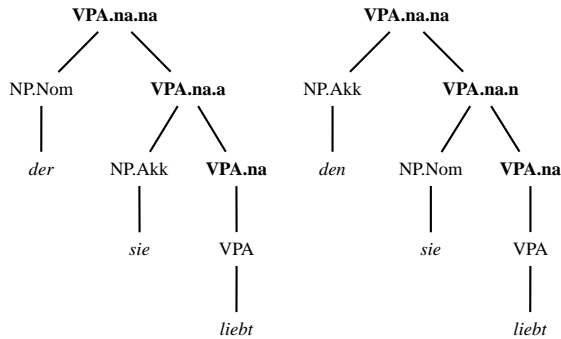 VPA.na.na VPA.na.na
NP.Nom VPA.na.a NP.Akk VPA.na.n
der NP.Akk VPA.na den NP.Nom VPA.na
sie VPA sie VPA
liebt liebt